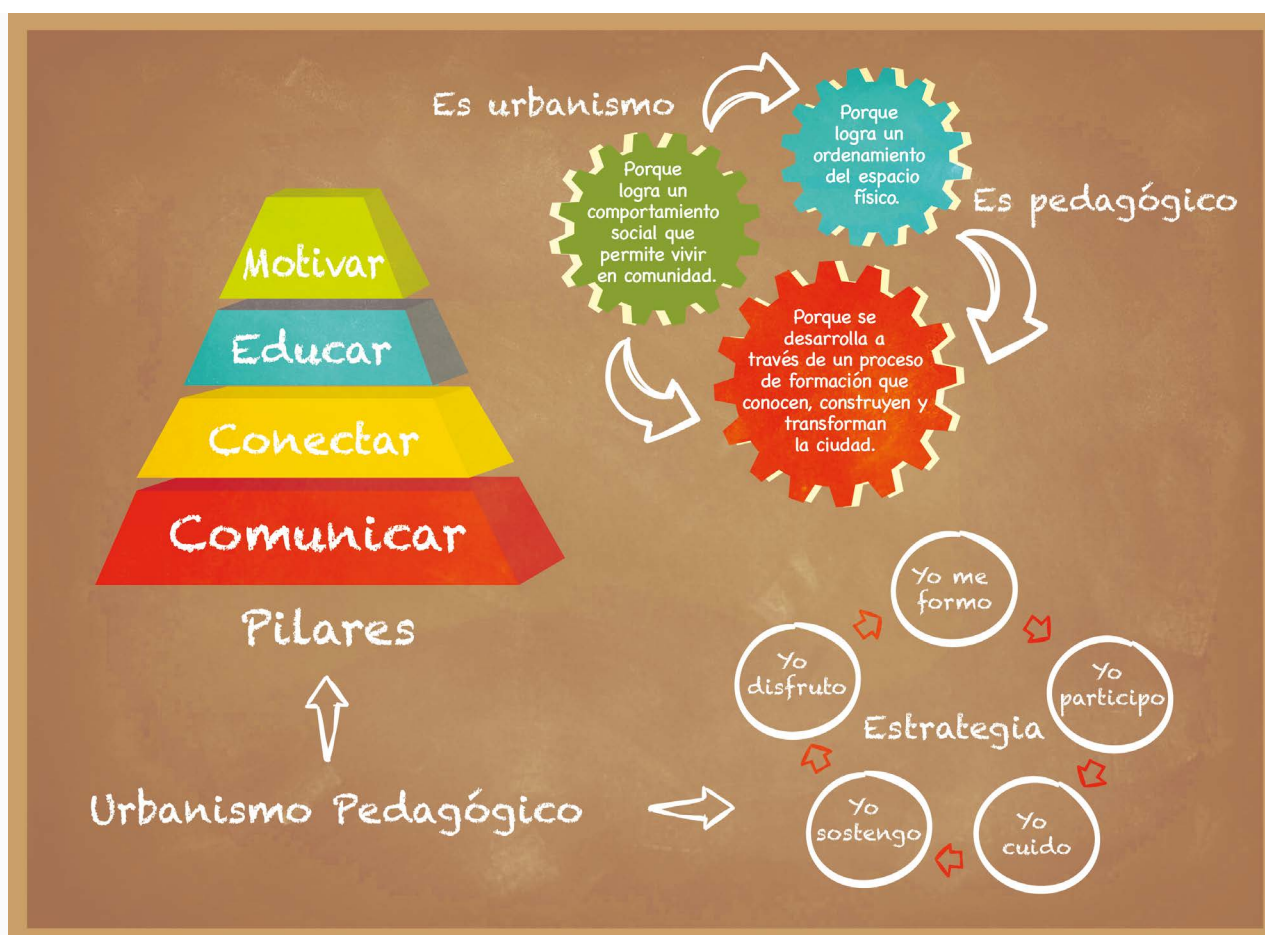 Es urbanismo
Porque
logra un
comportamiento
social que
permite vivir
en comunidad.
Porque
logra un
ordenamiento
del espacio
físico.
Es pedagógico
Porque se
desarrolla a
través de un proceso
de formación que
conocen, construyen y
transforman
la ciudad.
Motivar
Educar
Conectar
Comunicar
Pilares
Urbanismo Pedagógico
Estrategia
Yo me
formo
Yo
participo
Yo
cuido
Yo
sostengo
Yo
disfruto